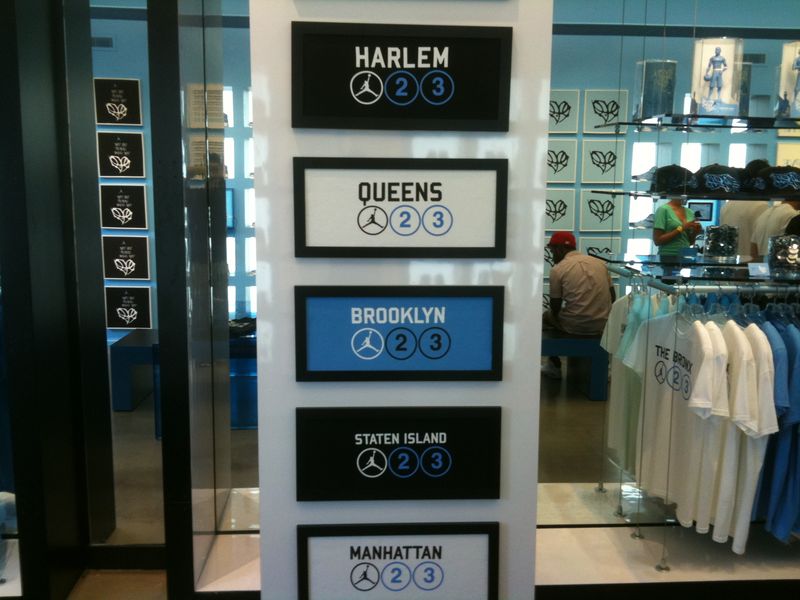 HARLEM
2 3
QUEENS
2 3
BROOKLYN
2 3
STATEN ISLAND
2 3
MANHATTAN
2 3
THE BRONX
2 3